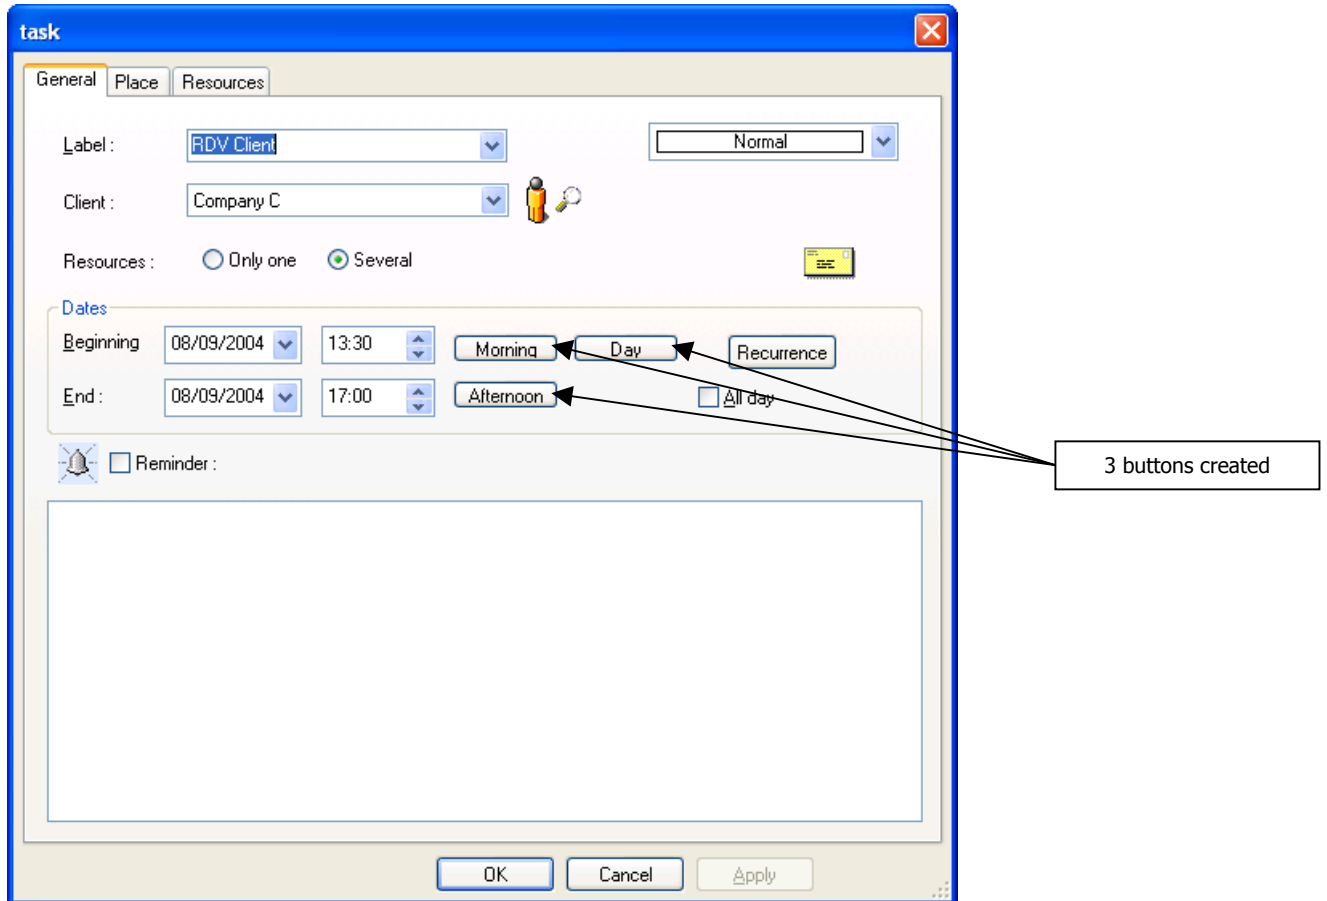 task
General Place Resources
Label : RDV Client Normal
Client : Company C
Resources : Only one Several
Dates
Beginning 08/09/2004 13:30 Morning Day Recurrence
End : 08/09/2004 17:00 Afternoon All day
Reminder :
3 buttons created
OK Cancel Apply